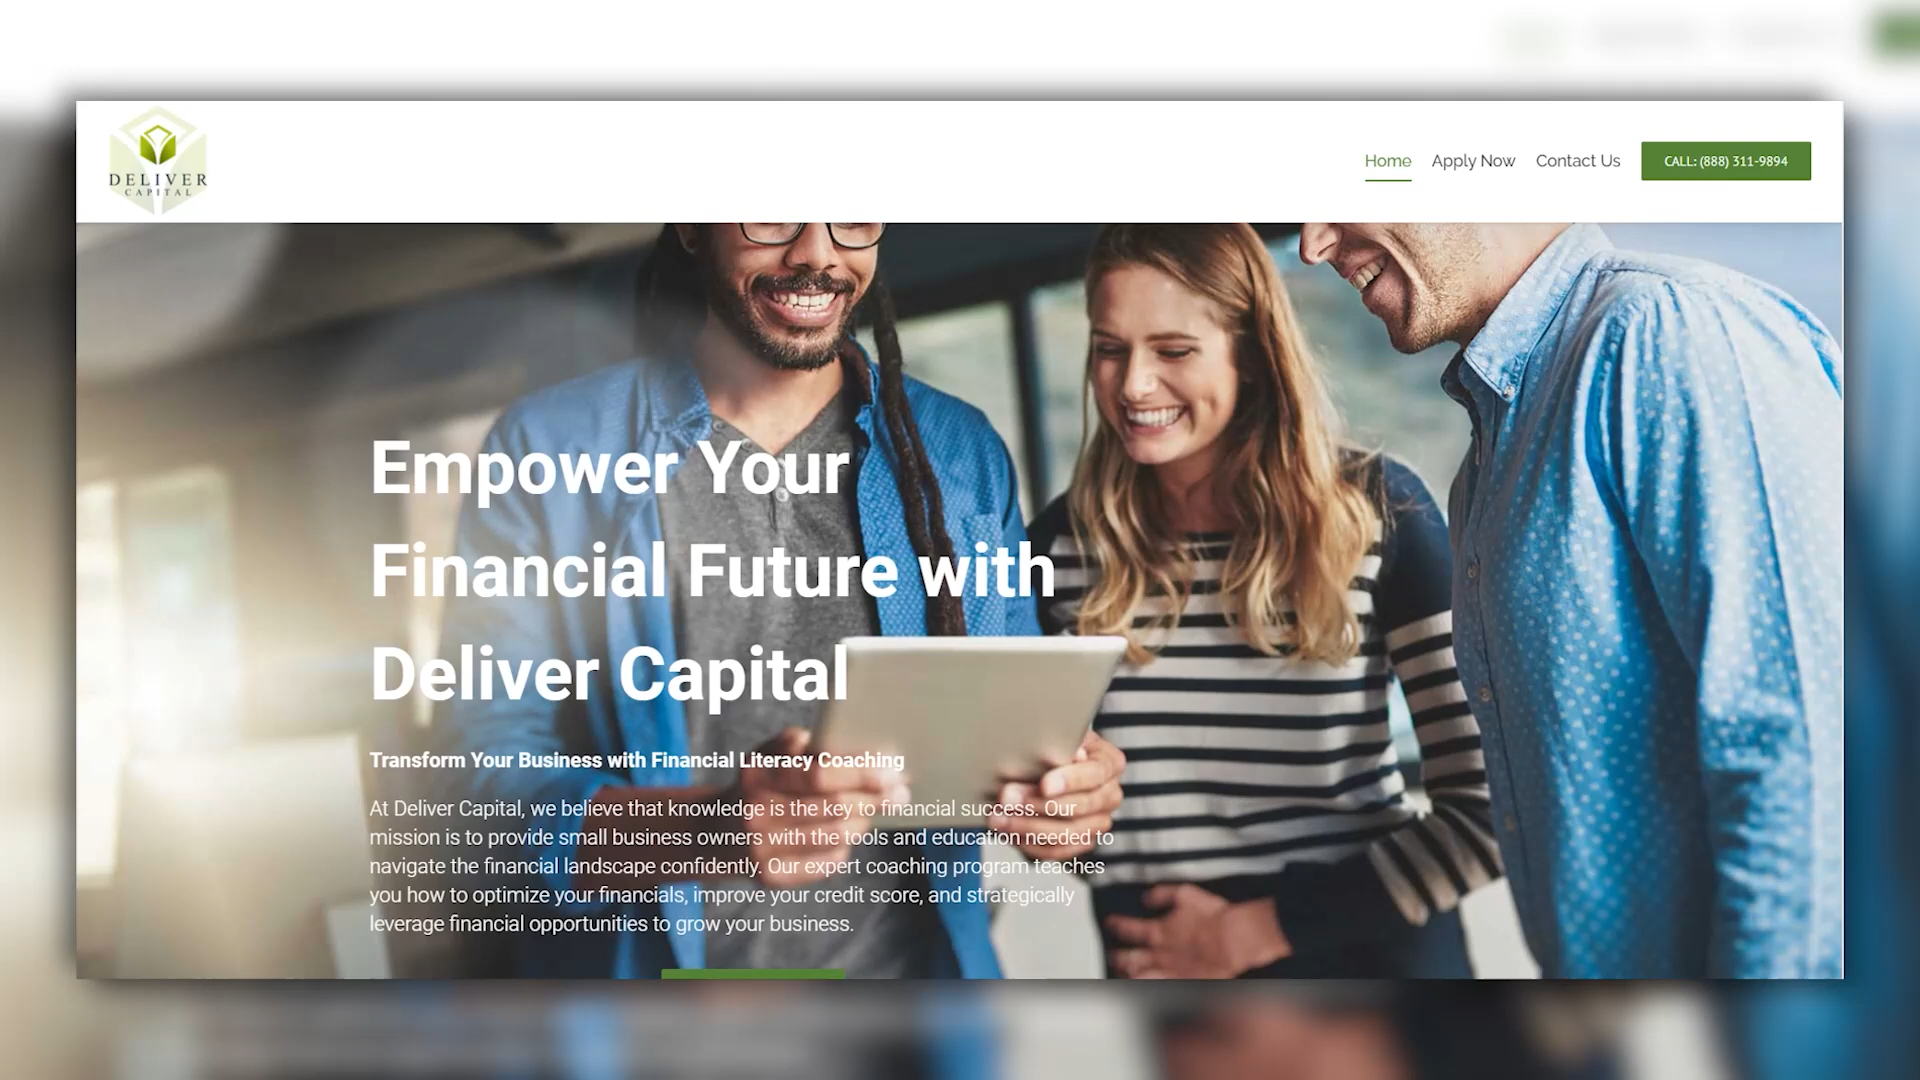 DELIVER
CAPITAL
Home Apply Now Contact Us CALL: (888) 311-9894
Empower Your
Financial Future with
Deliver Capital
Transform Your Business with Financial Literacy Coaching
At Deliver Capital, we believe that knowledge is the key to financial success. Our
mission is to provide small business owners with the tools and education needed to
navigate the financial landscape confidently. Our expert coaching program teaches
you how to optimize your financials, improve your credit score, and strategically
leverage financial opportunities to grow your business.